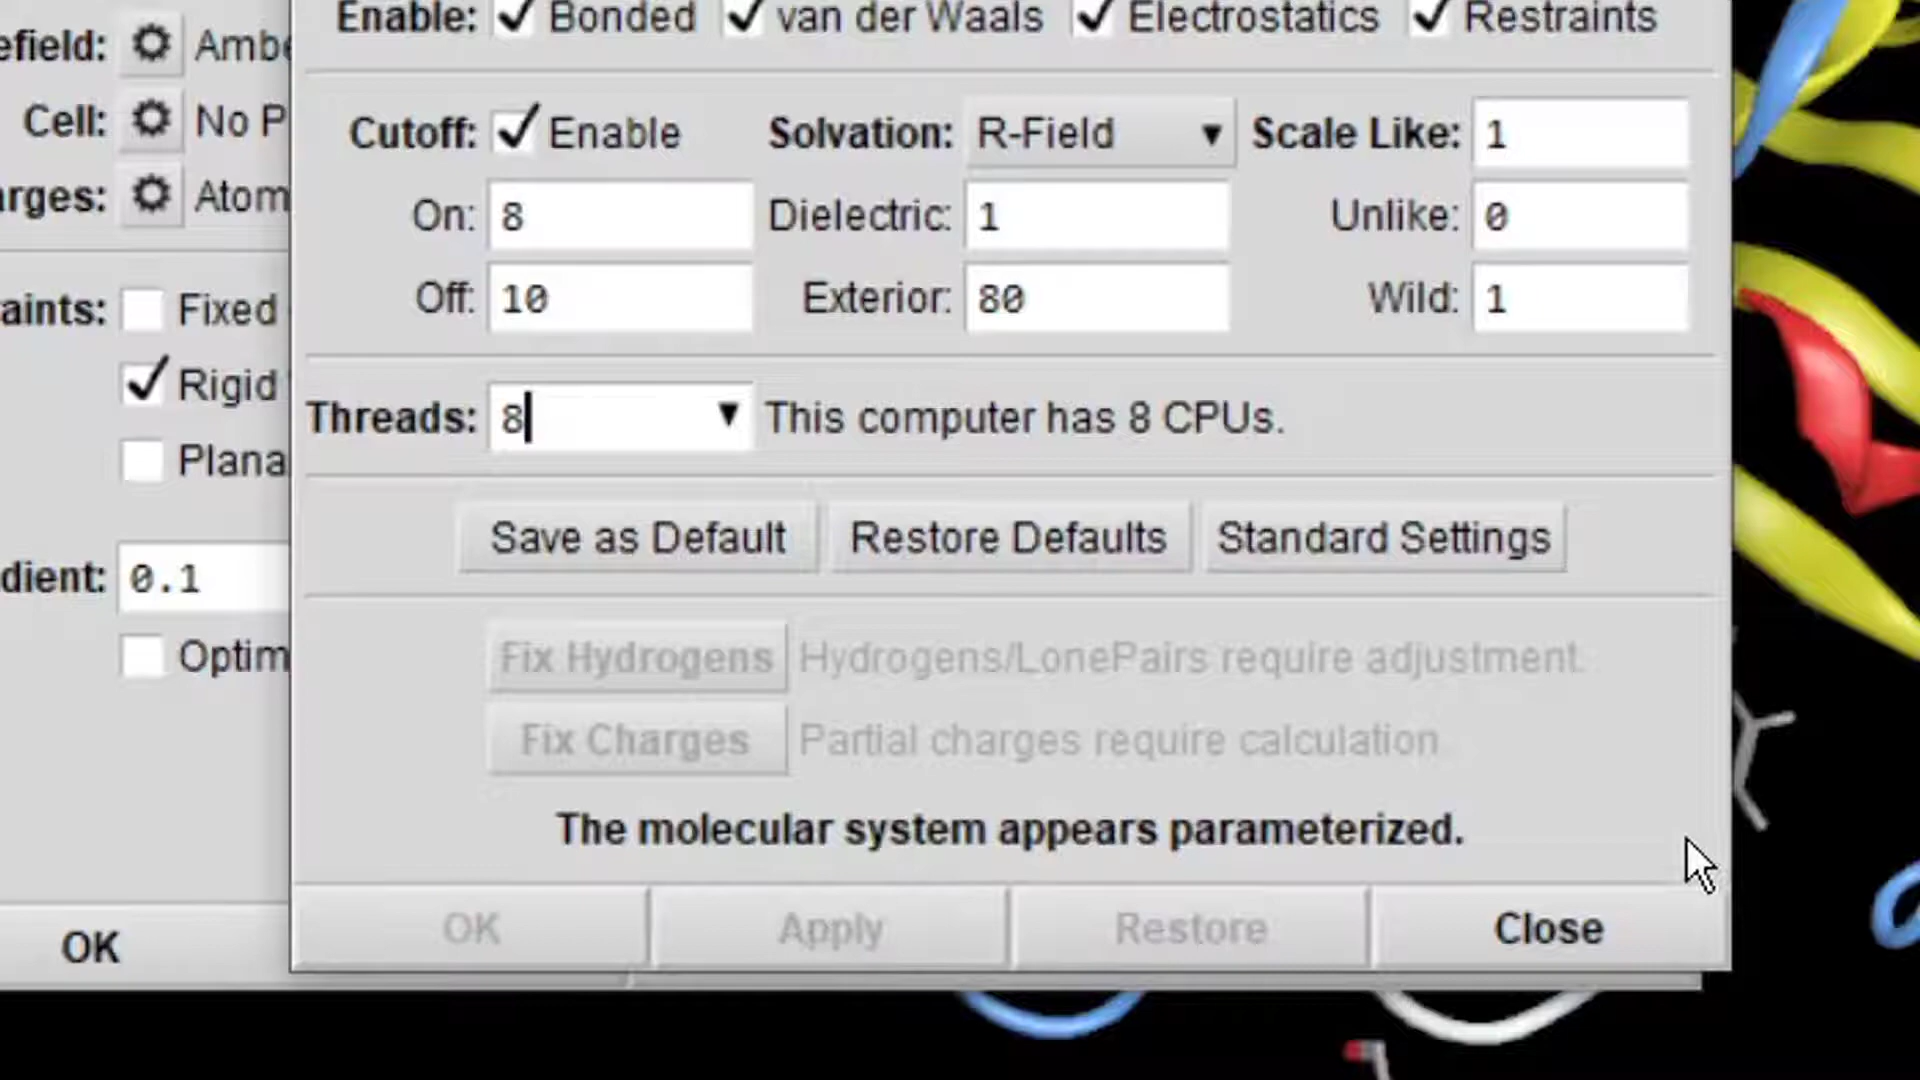 Enable: Bonded van der Waals Electrostatics Restraints
efield: Ambe
Cell: No P
Cutoff: Enable Solvation: R-Field Scale Like: 1
arges: Atom
On: 8 Dielectric: 1 Unlike: 0
Off: 10 Exterior: 80 Wild: 1
aints: Fixed
Rigid
Threads: 8 This computer has 8 CPUs.
Plana
Save as Default Restore Defaults Standard Settings
dient: 0.1
Optim
Fix Hydrogens Hydrogens/LonePairs require adjustment.
Fix Charges Partial charges require calculation.
The molecular system appears parameterized.
OK Apply Restore Close
OK